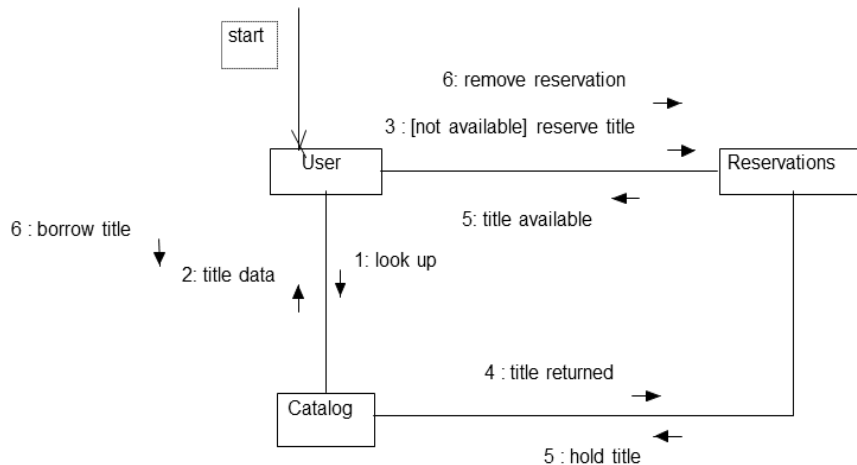 start
6: remove reservation
3 : [not available] reserve title
User
Reservations
5: title available
6 : borrow title
2: title data
1: look up
4 : title returned
Catalog
5 : hold title